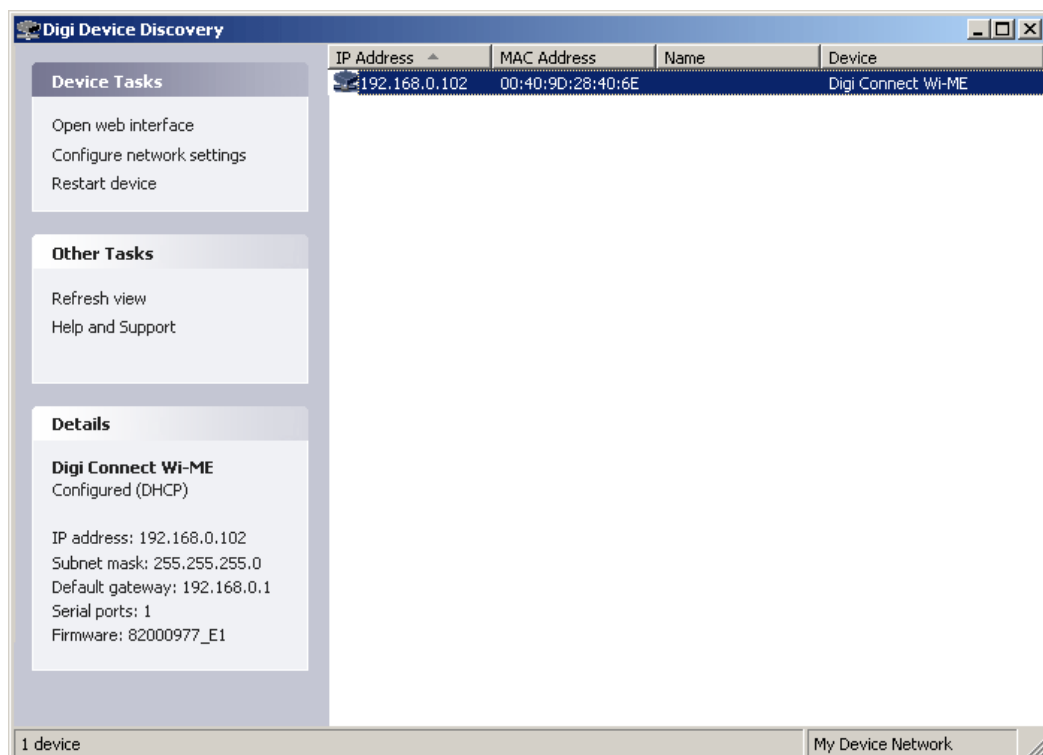 Digi Device Discovery
Device Tasks
Open web interface
Configure network settings
Restart device
Other Tasks
Refresh view
Help and Support
Details
Digi Connect Wi-ME
Configured (DHCP)
IP address: 192.168.0.102
Subnet mask: 255.255.255.0
Default gateway: 192.168.0.1
Serial ports: 1
Firmware: 82000977_E1
IP Address MAC Address Name Device
192.168.0.102 00:40:9D:28:40:6E Digi Connect Wi-ME
1 device My Device Network